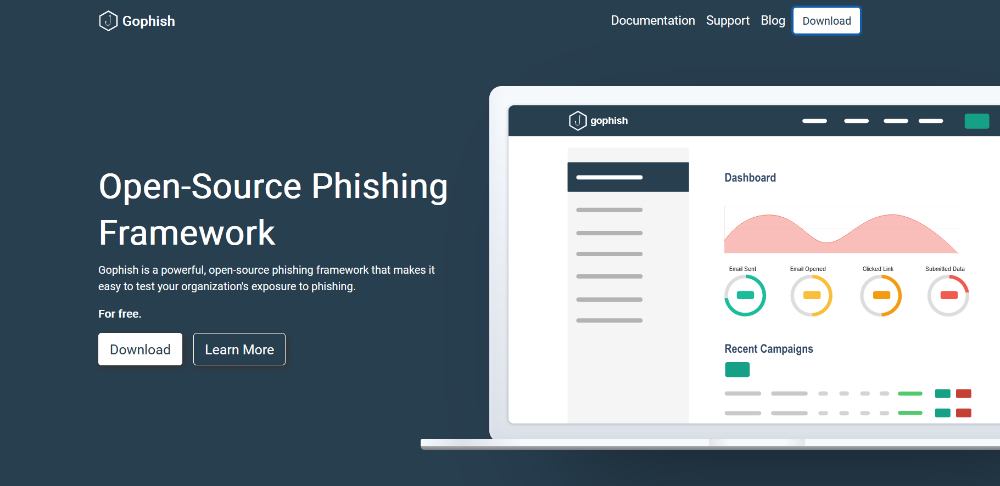 Gophish
Documentation Support Blog Download
gophish
Open-Source Phishing
Framework
Gophish is a powerful, open-source phishing framework that makes it
easy to test your organization's exposure to phishing.
For free.
Download Learn More
Dashboard
Email Sent Email Opened Clicked Link Submitted Data
Recent Campaigns